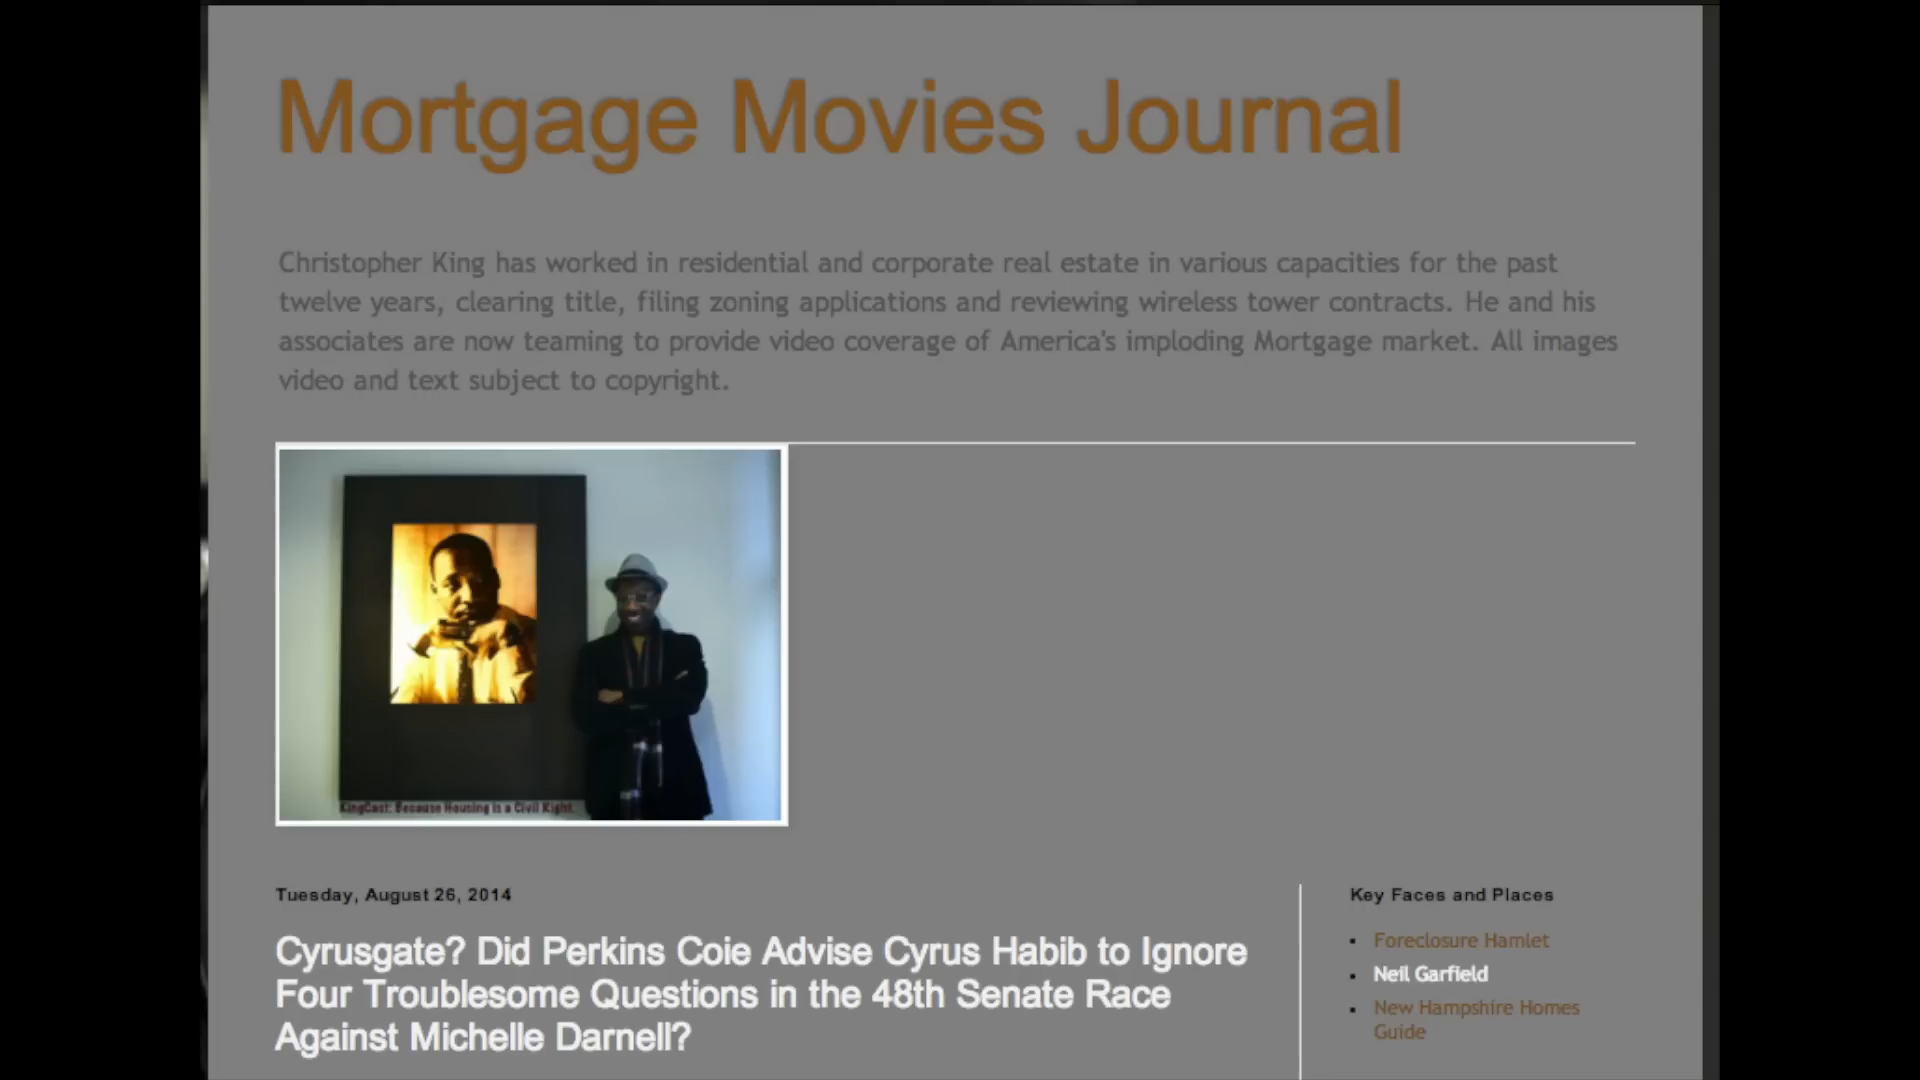 Mortgage Movies Journal
Christopher King has worked in residential and corporate real estate in various capacities for the past
twelve years, clearing title, filing zoning applications and reviewing wireless tower contracts. He and his
associates are now teaming to provide video coverage of America's imploding Mortgage market. All images
video and text subject to copyright.
KingCast: Because Housing is a Civil Right.
Tuesday, August 26, 2014
Cyrusgate? Did Perkins Coie Advise Cyrus Habib to Ignore
Four Troublesome Questions in the 48th Senate Race
Against Michelle Darnell?
Key Faces and Places
Foreclosure Hamlet
Neil Garfield
New Hampshire Homes
Guide